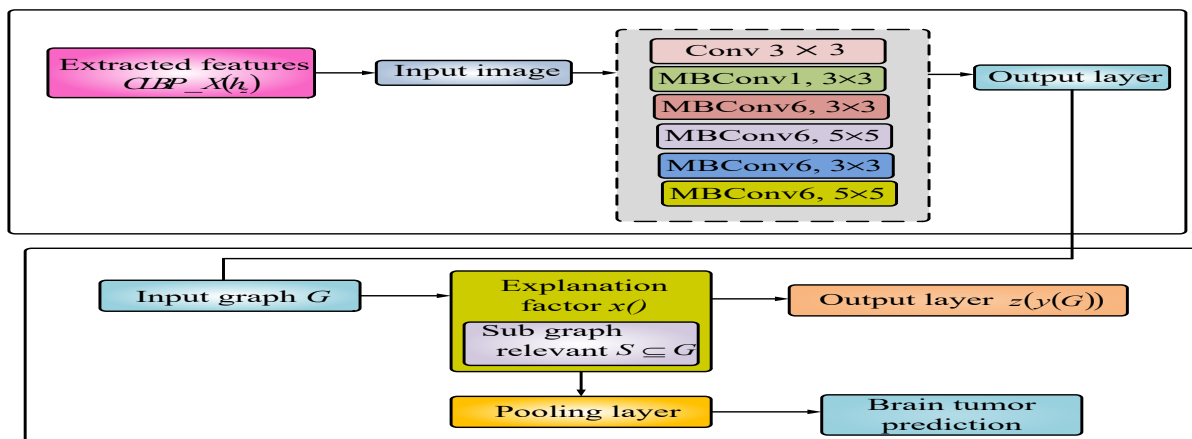 Extracted features
CLBP_X(h_z)
Input image
Conv 3 × 3
MBConv1, 3×3
MBConv6, 3×3
MBConv6, 5×5
MBConv6, 3×3
MBConv6, 5×5
Output layer
Input graph G
Explanation
factor x()
Sub graph
relevant S ⊆ G
Output layer z(y(G))
Pooling layer
Brain tumor
prediction